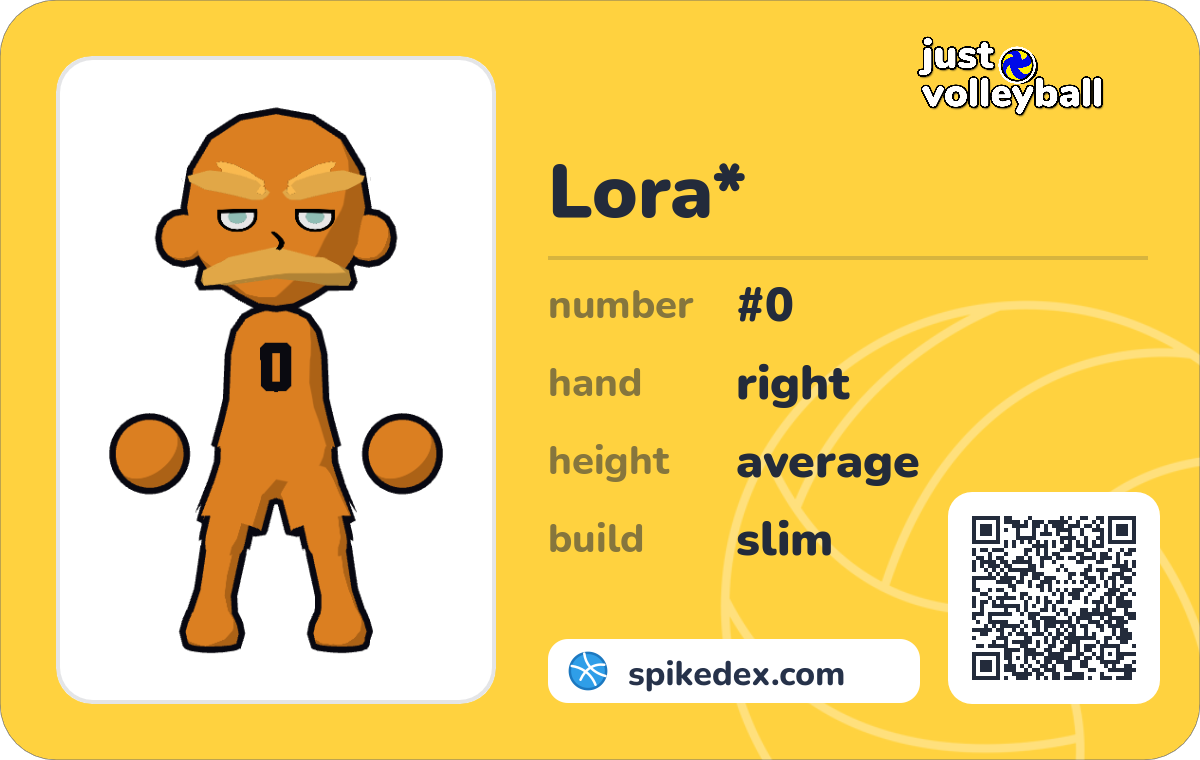 just
volleyball
Lora*
number #0
hand right
height average
build slim
0
spikedex.com